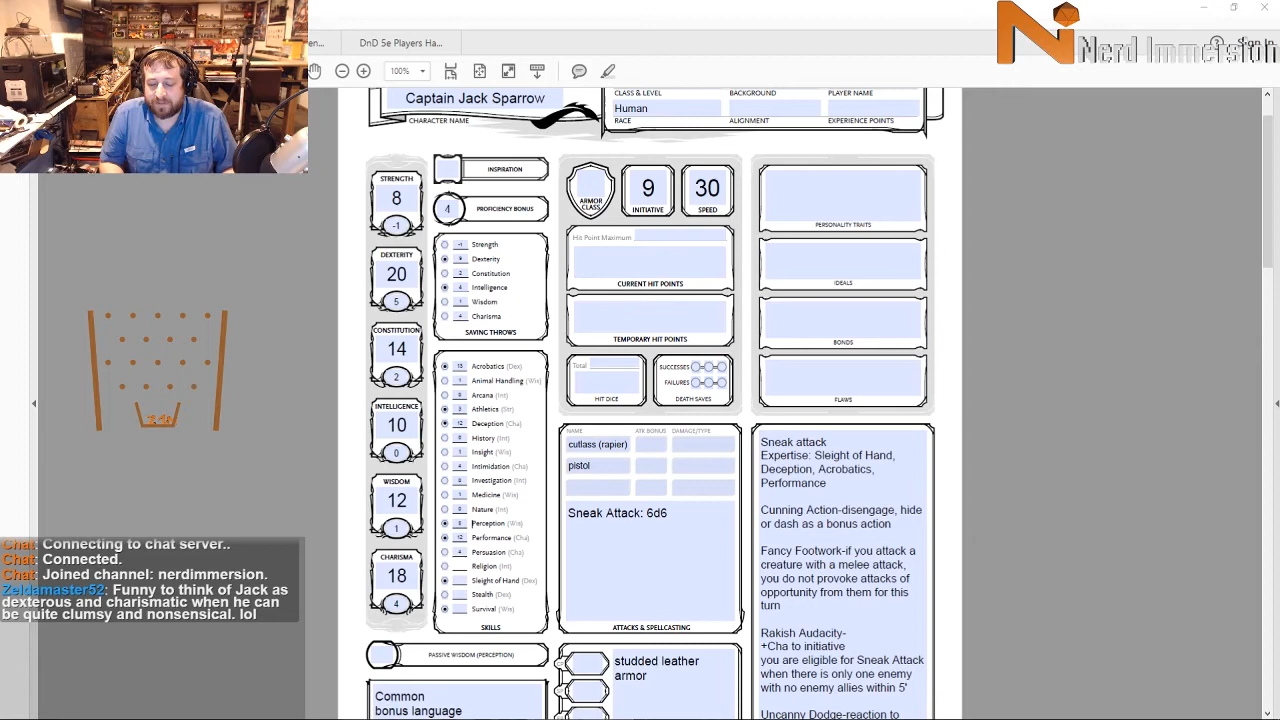 en...
DnD 5e Players Ha...
Nerd Immersion
Sign In
100%
Captain Jack Sparrow
CHARACTER NAME
CLASS & LEVEL
BACKGROUND
PLAYER NAME
Human
RACE
ALIGNMENT
EXPERIENCE POINTS
STRENGTH
8
-1
DEXTERITY
20
5
CONSTITUTION
14
2
INTELLIGENCE
10
0
WISDOM
12
1
CHARISMA
18
4
INSPIRATION
4
PROFICIENCY BONUS
-1 Strength
9 Dexterity
2 Constitution
4 Intelligence
1 Wisdom
4 Charisma
SAVING THROWS
13 Acrobatics (Dex)
1 Animal Handling (Wis)
0 Arcana (Int)
3 Athletics (Str)
12 Deception (Cha)
0 History (Int)
1 Insight (Wis)
4 Intimidation (Cha)
0 Investigation (Int)
1 Medicine (Wis)
0 Nature (Int)
Perception (Wis)
12 Performance (Cha)
4 Persuasion (Cha)
Religion (Int)
Sleight of Hand (Dex)
Stealth (Dex)
Survival (Wis)
SKILLS
PASSIVE WISDOM (PERCEPTION)
Common
bonus language
ARMOR
CLASS
9
INITIATIVE
30
SPEED
Hit Point Maximum
CURRENT HIT POINTS
TEMPORARY HIT POINTS
Total
HIT DICE
SUCCESSES
FAILURES
DEATH SAVES
NAME
ATK BONUS
DAMAGE/TYPE
cutlass (rapier)
pistol
Sneak Attack: 6d6
ATTACKS & SPELLCASTING
studded leather
armor
PERSONALITY TRAITS
IDEALS
BONDS
FLAWS
Sneak attack
Expertise: Sleight of Hand,
Deception, Acrobatics,
Performance
Cunning Action-disengage, hide
or dash as a bonus action
Fancy Footwork-if you attack a
creature with a melee attack,
you do not provoke attacks of
opportunity from them for this
turn
Rakish Audacity-
+Cha to initiative
you are eligible for Sneak Attack
when there is only one enemy
with no enemy allies within 5'
Uncanny Dodge-reaction to
Chat: Connecting to chat server..
Chat: Connected.
Chat: Joined channel: nerdimmersion.
Zeldamaster52: Funny to think of Jack as
dexterous and charismatic when he can
be quite clumsy and nonsensical. lol